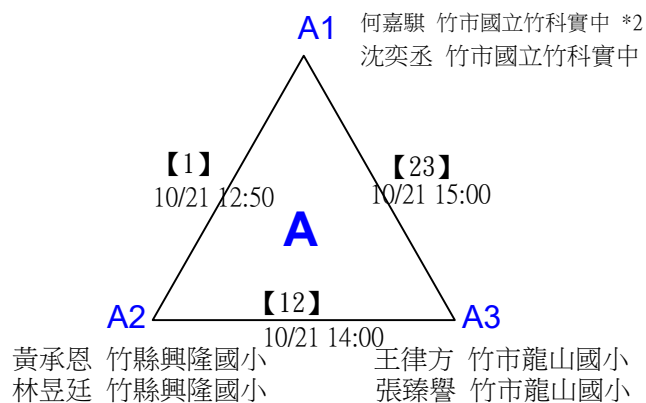 A1
何嘉騏 竹市國立竹科實中 *2
沈奕丞 竹市國立竹科實中
【1】
10/21 12:50
【23】
10/21 15:00
A
【12】
10/21 14:00
A2
A3
黃承恩 竹縣興隆國小
林昱廷 竹縣興隆國小
王律方 竹市龍山國小
張臻譽 竹市龍山國小